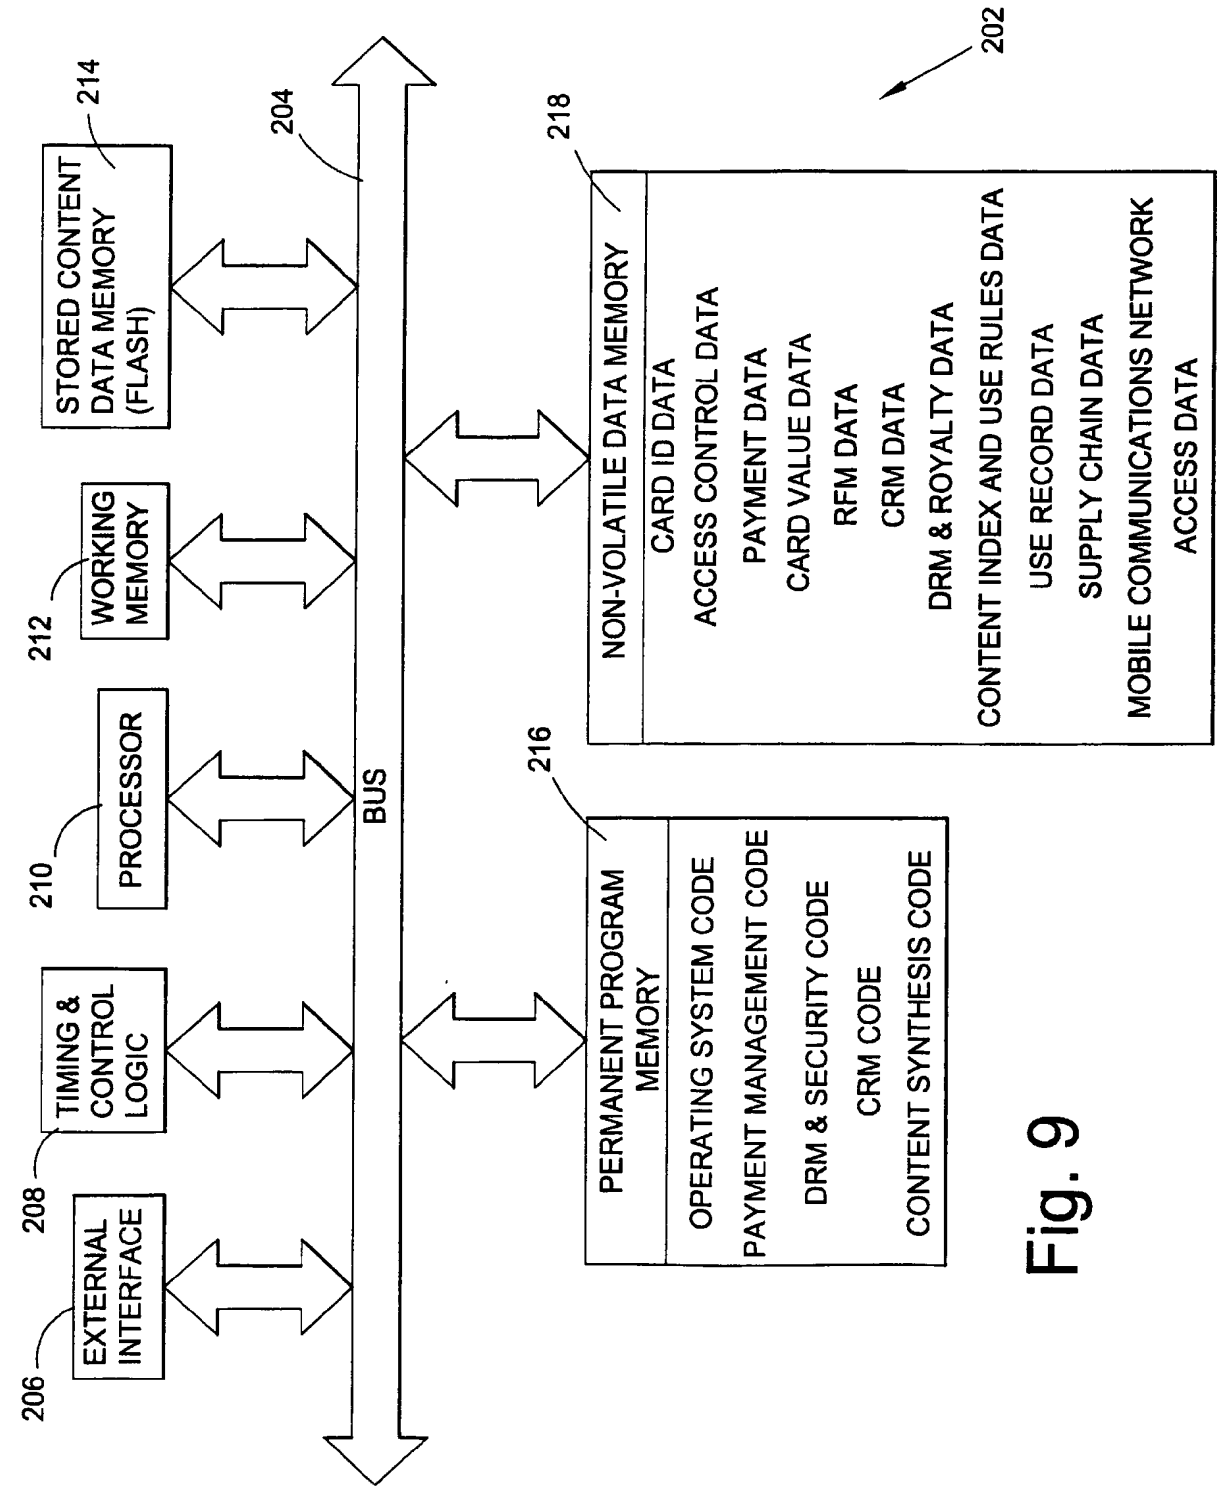 206
EXTERNAL
INTERFACE
208
TIMING &
CONTROL
LOGIC
210
PROCESSOR
212
WORKING
MEMORY
214
STORED CONTENT
DATA MEMORY
(FLASH)
204
BUS
216
PERMANENT PROGRAM
MEMORY
OPERATING SYSTEM CODE
PAYMENT MANAGEMENT CODE
DRM & SECURITY CODE
CRM CODE
CONTENT SYNTHESIS CODE
218
NON-VOLATILE DATA MEMORY
CARD ID DATA
ACCESS CONTROL DATA
PAYMENT DATA
CARD VALUE DATA
RFM DATA
CRM DATA
DRM & ROYALTY DATA
CONTENT INDEX AND USE RULES DATA
USE RECORD DATA
SUPPLY CHAIN DATA
MOBILE COMMUNICATIONS NETWORK
ACCESS DATA
202
Fig. 9